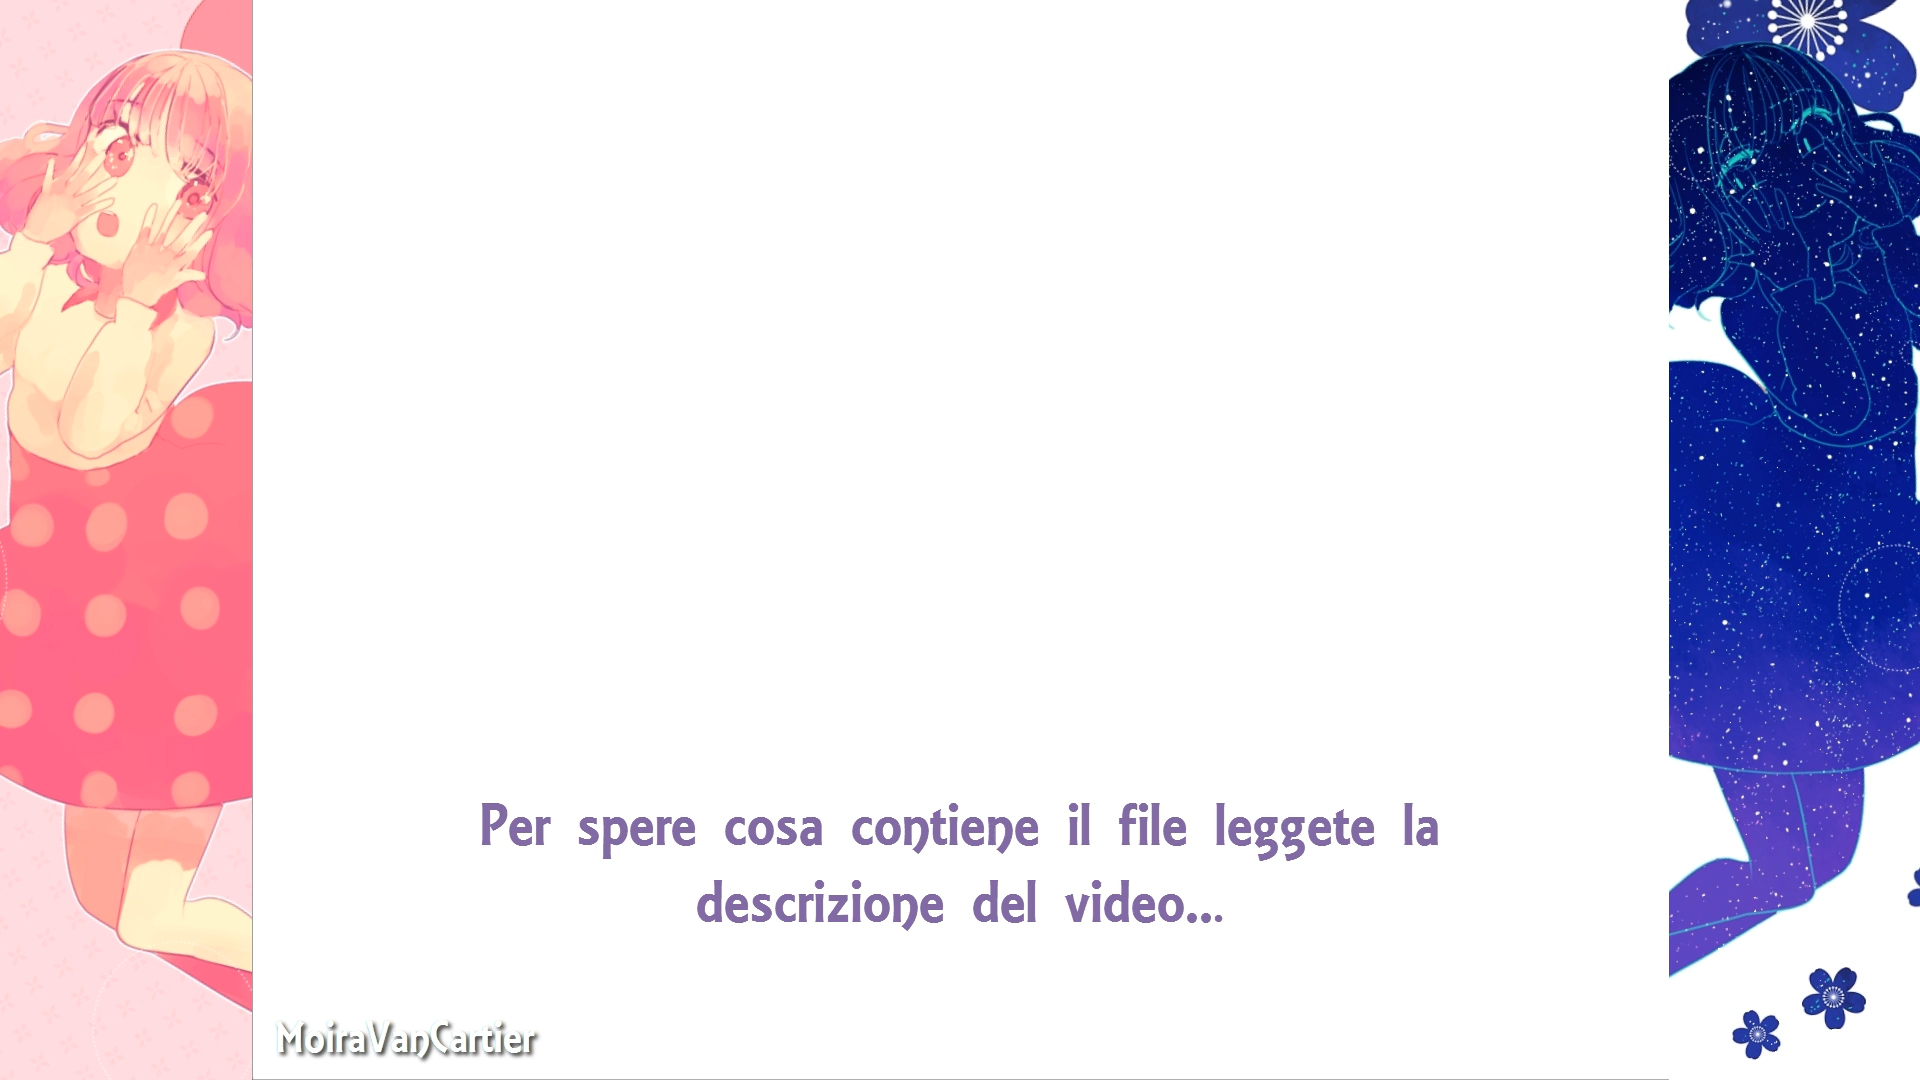 Per spere cosa contiene il file leggete la
descrizione del video...
MoiraVanCartier